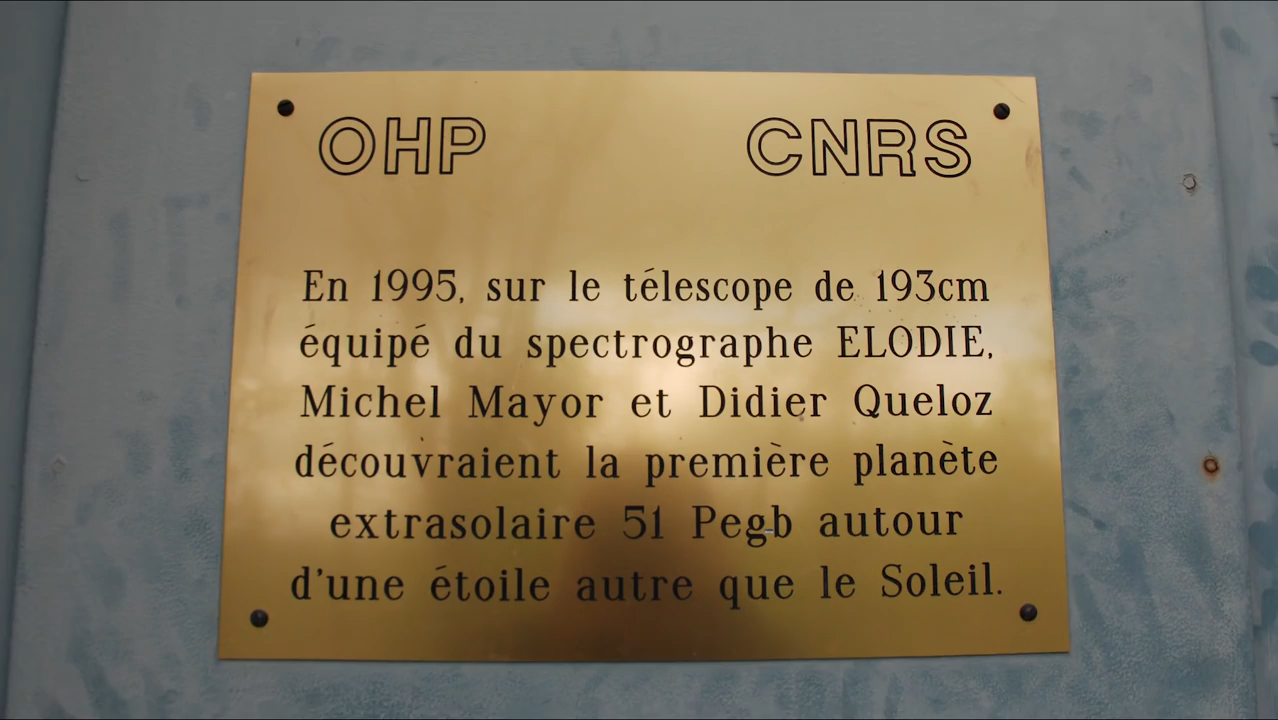 OHP CNRS
En 1995, sur le télescope de 193cm
équipé du spectrographe ELODIE,
Michel Mayor et Didier Queloz
découvraient la première planète
extrasolaire 51 Peg-b autour
d'une étoile autre que le Soleil.